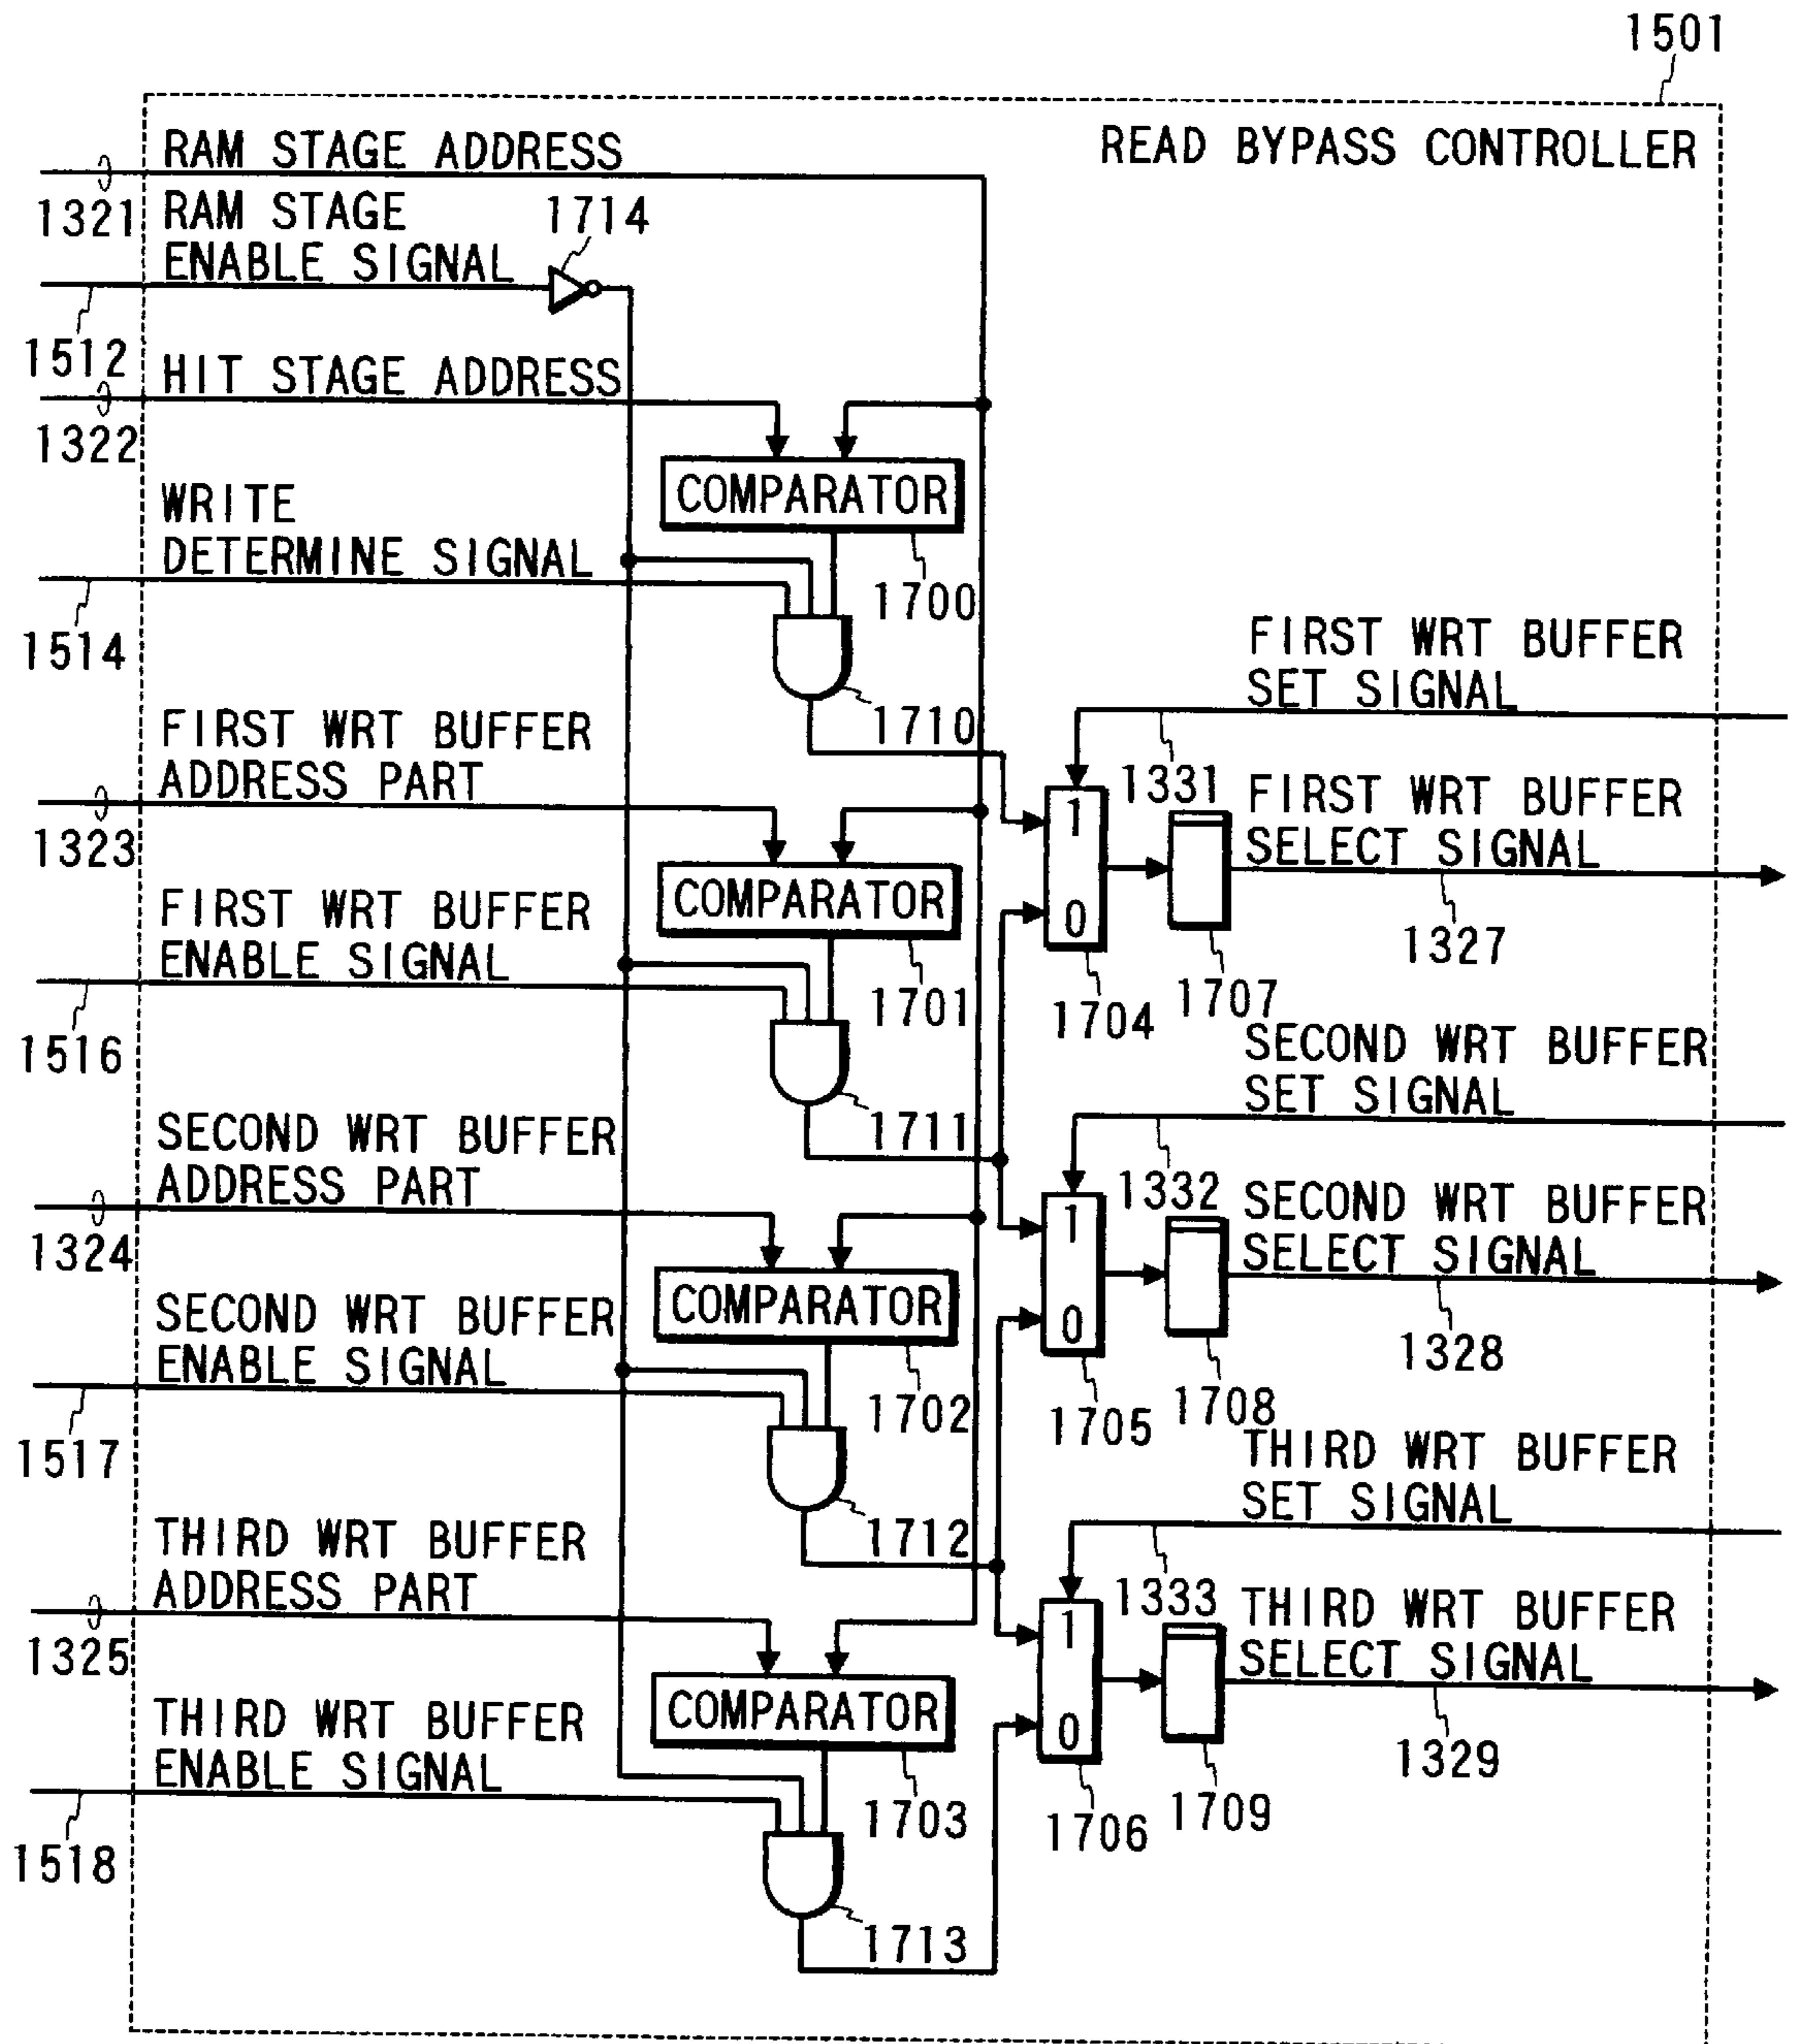 1501
READ BYPASS CONTROLLER
RAM STAGE ADDRESS
1321
RAM STAGE
ENABLE SIGNAL
1714
1512
HIT STAGE ADDRESS
1322
COMPARATOR
1700
WRITE
DETERMINE SIGNAL
1514
1710
FIRST WRT BUFFER
SET SIGNAL
1331
FIRST WRT BUFFER
ADDRESS PART
1323
COMPARATOR
1701
1
0
1704
1707
FIRST WRT BUFFER
SELECT SIGNAL
1327
FIRST WRT BUFFER
ENABLE SIGNAL
1516
1711
SECOND WRT BUFFER
SET SIGNAL
1332
SECOND WRT BUFFER
ADDRESS PART
1324
COMPARATOR
1702
1
0
1705
1708
SECOND WRT BUFFER
SELECT SIGNAL
1328
SECOND WRT BUFFER
ENABLE SIGNAL
1517
1712
THIRD WRT BUFFER
SET SIGNAL
1333
THIRD WRT BUFFER
ADDRESS PART
1325
COMPARATOR
1703
1
0
1706
1709
THIRD WRT BUFFER
SELECT SIGNAL
1329
THIRD WRT BUFFER
ENABLE SIGNAL
1518
1713